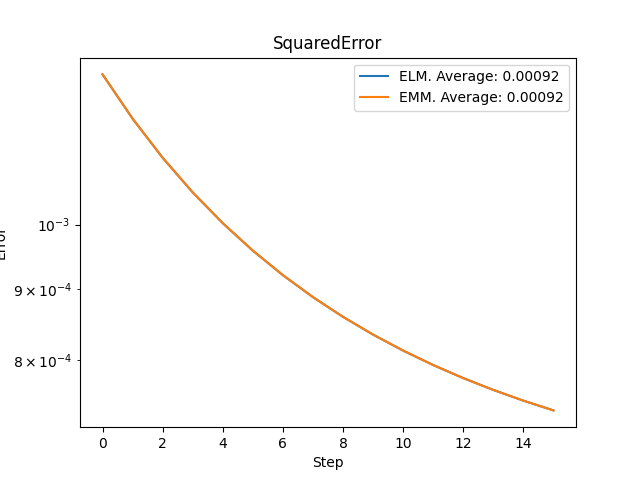 SquaredError
ELM. Average: 0.00092
EMM. Average: 0.00092
10⁻³
9 × 10⁻⁴
8 × 10⁻⁴
Error
0 2 4 6 8 10 12 14
Step